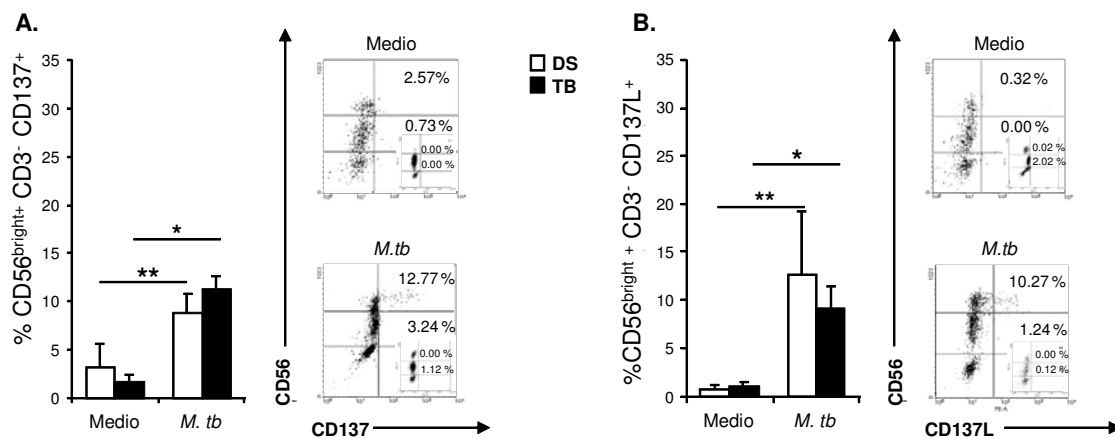 A.
% CD56bright+ CD3- CD137+
35
30
25
20
15
10
5
0
*
**
Medio
M. tb
CD56
Medio
2.57%
0.73%
0.00 %
0.00 %
M.tb
12.77%
3.24%
0.00 %
1.12%
CD137
DS
TB
B.
%CD56bright + CD3- CD137L+
35
30
25
20
15
10
5
0
*
**
Medio
M. tb
CD56
Medio
0.32%
0.00%
0.02 %
2.02 %
M.tb
10.27%
1.24%
0.00 %
0.12 %
PE-A
CD137L